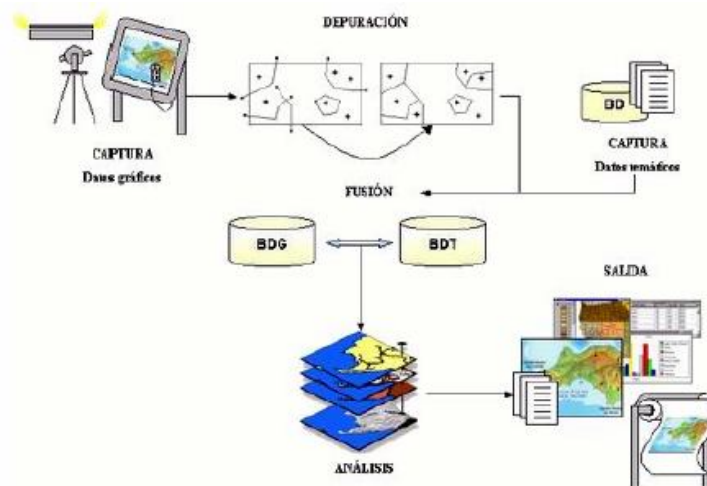 DEPURACIÓN
BD
CAPTURA
Datos gráficos
CAPTURA
Datos temáticos
FUSIÓN
BDG
BDT
SALIDA
ANÁLISIS